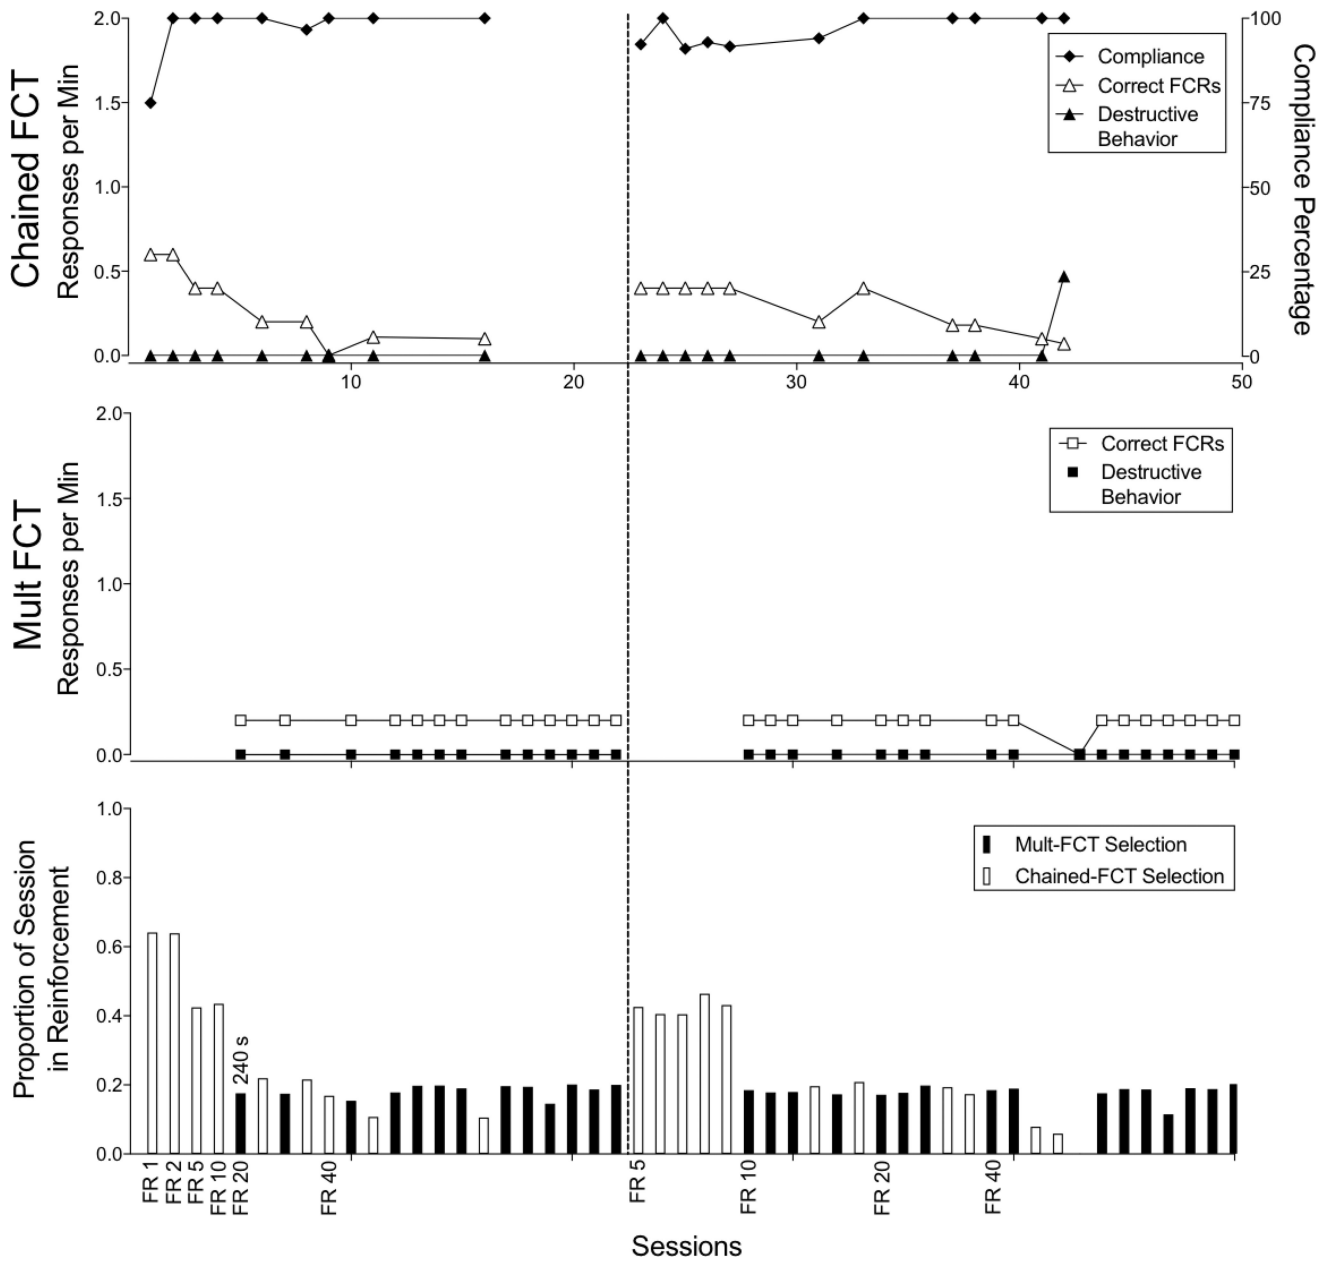 Chained FCT
Responses per Min
2.0
1.5
1.0
0.5
0.0
Compliance
Correct FCRs
Destructive
Behavior
100
75
50
25
0
Compliance Percentage
10
20
30
40
50
Mult FCT
Responses per Min
2.0
1.5
1.0
0.5
0.0
Correct FCRs
Destructive
Behavior
Proportion of Session
in Reinforcement
1.0
0.8
0.6
0.4
0.2
0.0
Mult-FCT Selection
Chained-FCT Selection
240 s
FR 1
FR 2
FR 5
FR 10
FR 20
FR 40
FR 5
FR 10
FR 20
FR 40
Sessions